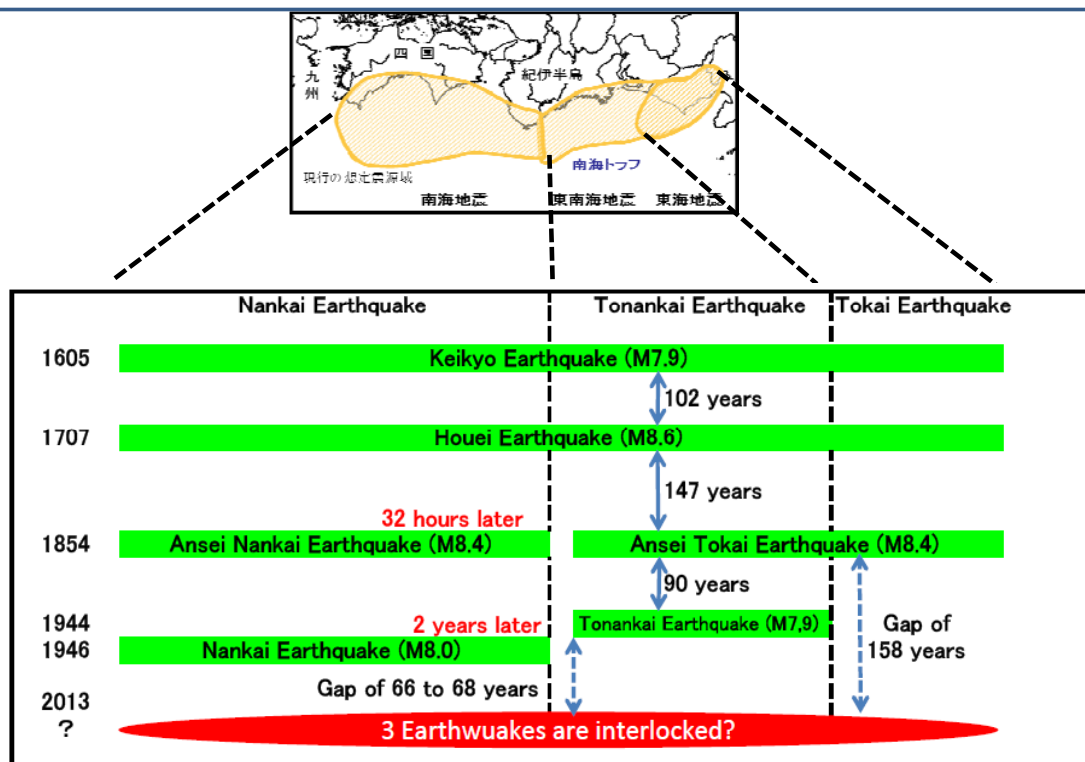 四国
九州
紀伊半島
南海トラフ
現行の想定震源域
南海地震 東南海地震 東海地震
Nankai Earthquake Tonankai Earthquake Tokai Earthquake
1605 Keikyo Earthquake (M7.9)
102 years
1707 Houei Earthquake (M8.6)
147 years
32 hours later
1854 Ansei Nankai Earthquake (M8.4) Ansei Tokai Earthquake (M8.4)
90 years
1944 2 years later Tonankai Earthquake (M7,9) Gap of
1946 Nankai Earthquake (M8.0) 158 years
Gap of 66 to 68 years
2013
? 3 Earthwuakes are interlocked?